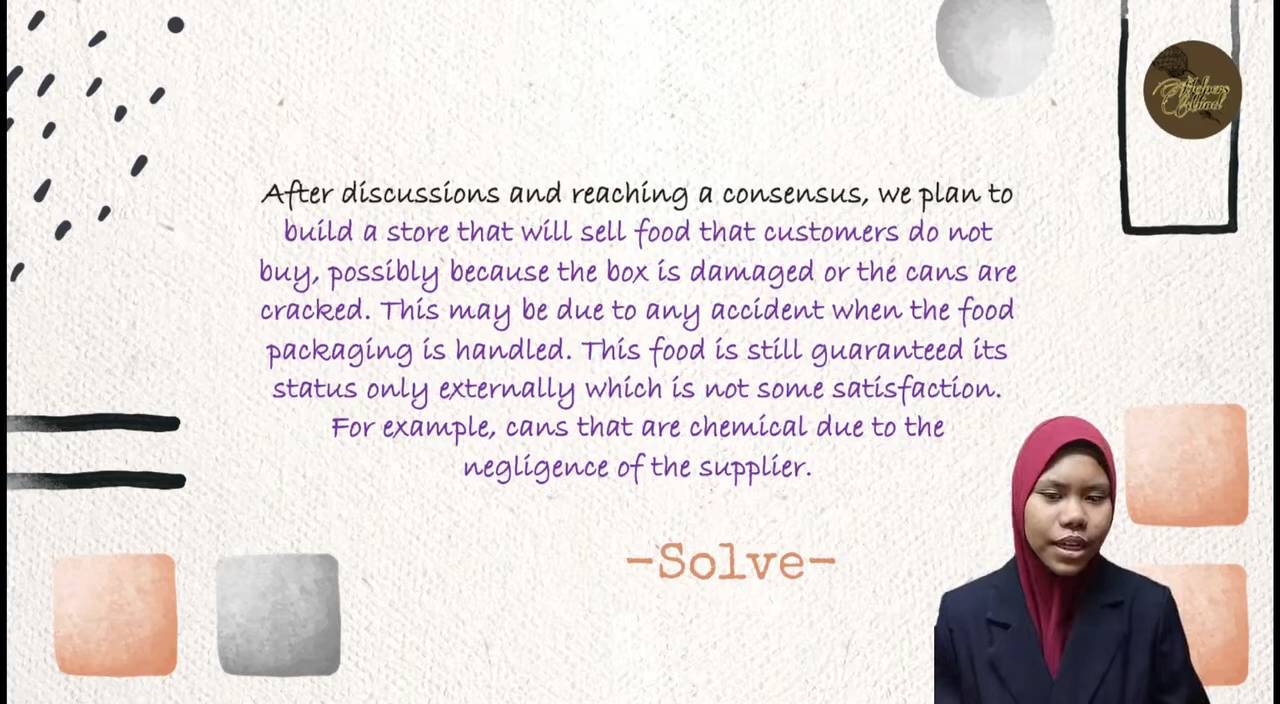 Helpers
After discussions and reaching a consensus, we plan to
build a store that will sell food that customers do not
buy, possibly because the box is damaged or the cans are
cracked. This may be due to any accident when the food
packaging is handled. This food is still guaranteed its
status only externally which is not some satisfaction.
For example, cans that are chemical due to the
negligence of the supplier.
-Solve-